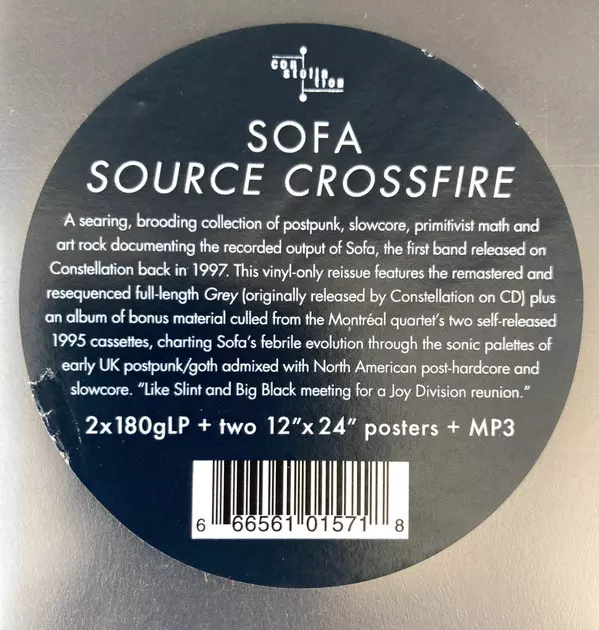 constellation
SOFA
SOURCE CROSSFIRE
A searing, brooding collection of postpunk, slowcore, primitivist math and
art rock documenting the recorded output of Sofa, the first band released on
Constellation back in 1997. This vinyl-only reissue features the remastered and
resequenced full-length Grey (originally released by Constellation on CD) plus
an album of bonus material culled from the Montréal quartet's two self-released
1995 cassettes, charting Sofa's febrile evolution through the sonic palettes of
early UK postpunk/goth admixed with North American post-hardcore and
slowcore. "Like Slint and Big Black meeting for a Joy Division reunion."
2x180gLP + two 12"x 24" posters + MP3
6 66561 01571 8